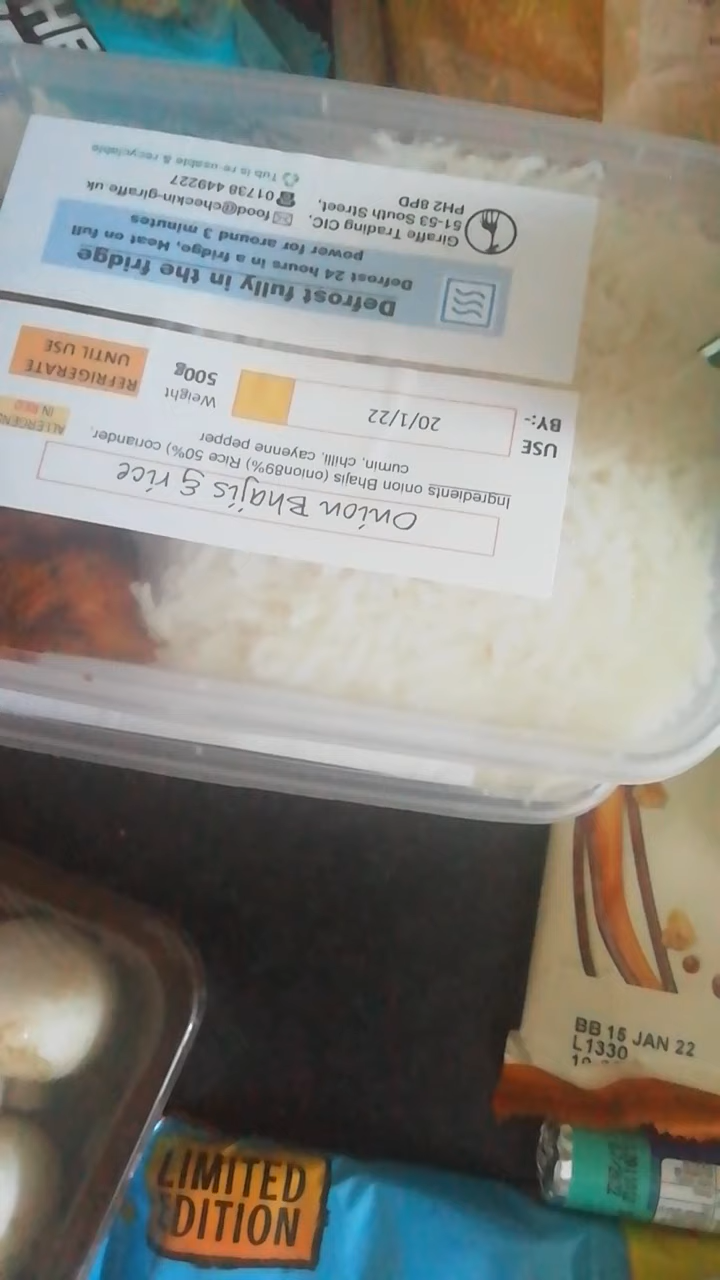 THE
Onion Bhajis & rice
Ingredients onion Bhajis (onion89%) Rice 50%) coriander,
cumin, chilli, cayenne pepper
ALLERGENS
IN RED
USE
BY:-
20/1/22
Weight
500g
REFRIGERATE
UNTIL USE
Defrost fully in the fridge
Defrost 24 hours in a fridge, Heat on full
power for around 3 minutes
Giraffe Trading CIC,
51-53 South Street,
PH2 8PD
food@checkin-giraffe.uk
01738 449227
Tub is re-usable & recyclable
BB 15 JAN 22
L1330
LIMITED
EDITION